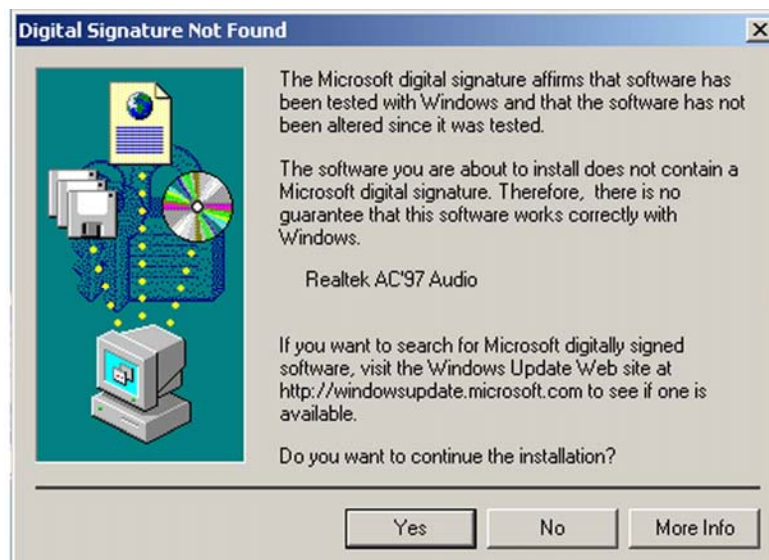 Digital Signature Not Found
The Microsoft digital signature affirms that software has
been tested with Windows and that the software has not
been altered since it was tested.
The software you are about to install does not contain a
Microsoft digital signature. Therefore,  there is no
guarantee that this software works correctly with
Windows.
Realtek AC'97 Audio
If you want to search for Microsoft digitally signed
software, visit the Windows Update Web site at
http://windowsupdate.microsoft.com to see if one is
available.
Do you want to continue the installation?
Yes
No
More Info